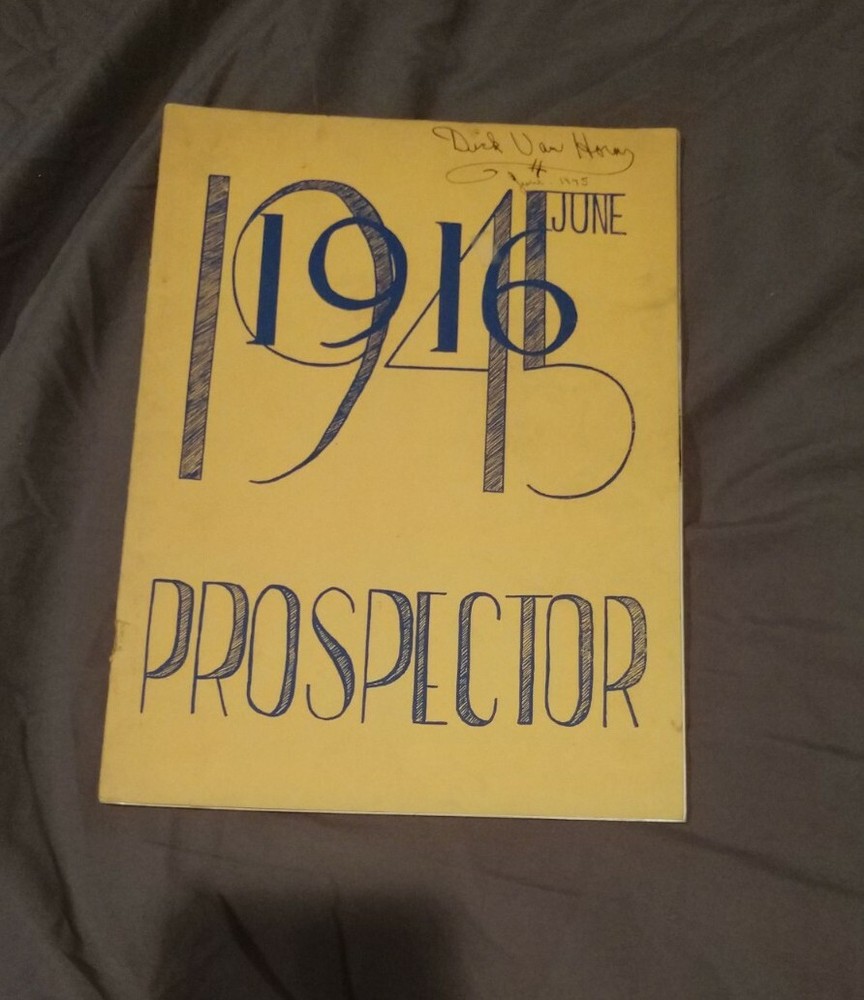 Dick Van Horn
June - 1945
JUNE
1945
1916
PROSPECTOR